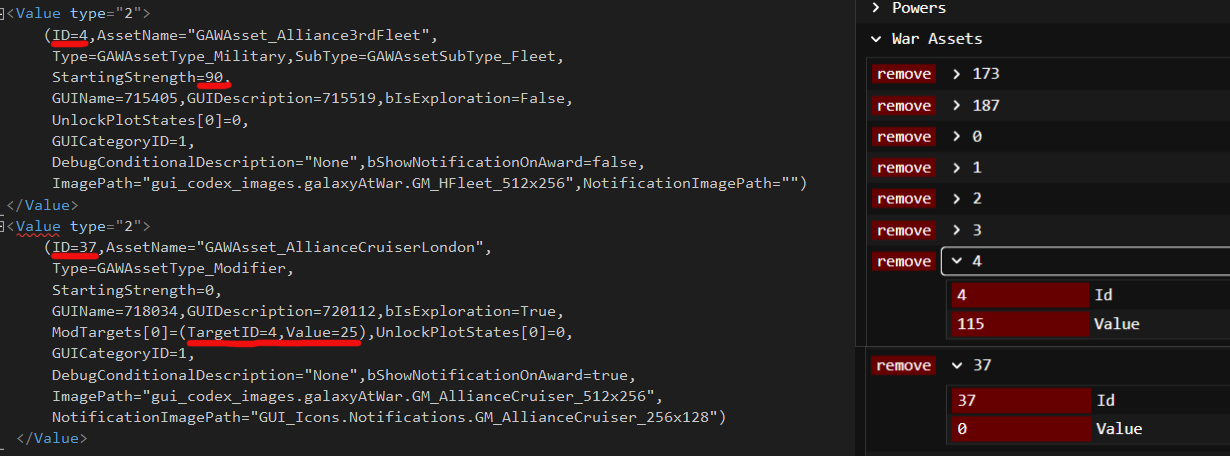 <Value type="2">
(ID=4,AssetName="GAWAsset_Alliance3rdFleet",
Type=GAWAssetType_Military,SubType=GAWAssetSubType_Fleet,
StartingStrength=90,
GUIName=715405,GUIDescription=715519,bIsExploration=False,
UnlockPlotStates[0]=0,
GUICategoryID=1,
DebugConditionalDescription="None",bShowNotificationOnAward=false,
ImagePath="gui_codex_images.galaxyAtWar.GM_HFleet_512x256",NotificationImagePath="")
</Value>
<Value type="2">
(ID=37,AssetName="GAWAsset_AllianceCruiserLondon",
Type=GAWAssetType_Modifier,
StartingStrength=0,
GUIName=718034,GUIDescription=720112,bIsExploration=True,
ModTargets[0]=(TargetID=4,Value=25),UnlockPlotStates[0]=0,
GUICategoryID=1,
DebugConditionalDescription="None",bShowNotificationOnAward=true,
ImagePath="gui_codex_images.galaxyAtWar.GM_AllianceCruiser_512x256",
NotificationImagePath="GUI_Icons.Notifications.GM_AllianceCruiser_256x128")
</Value>
Powers
War Assets
remove 173
remove 187
remove 0
remove 1
remove 2
remove 3
remove 4
4 Id
115 Value
remove 37
37 Id
0 Value